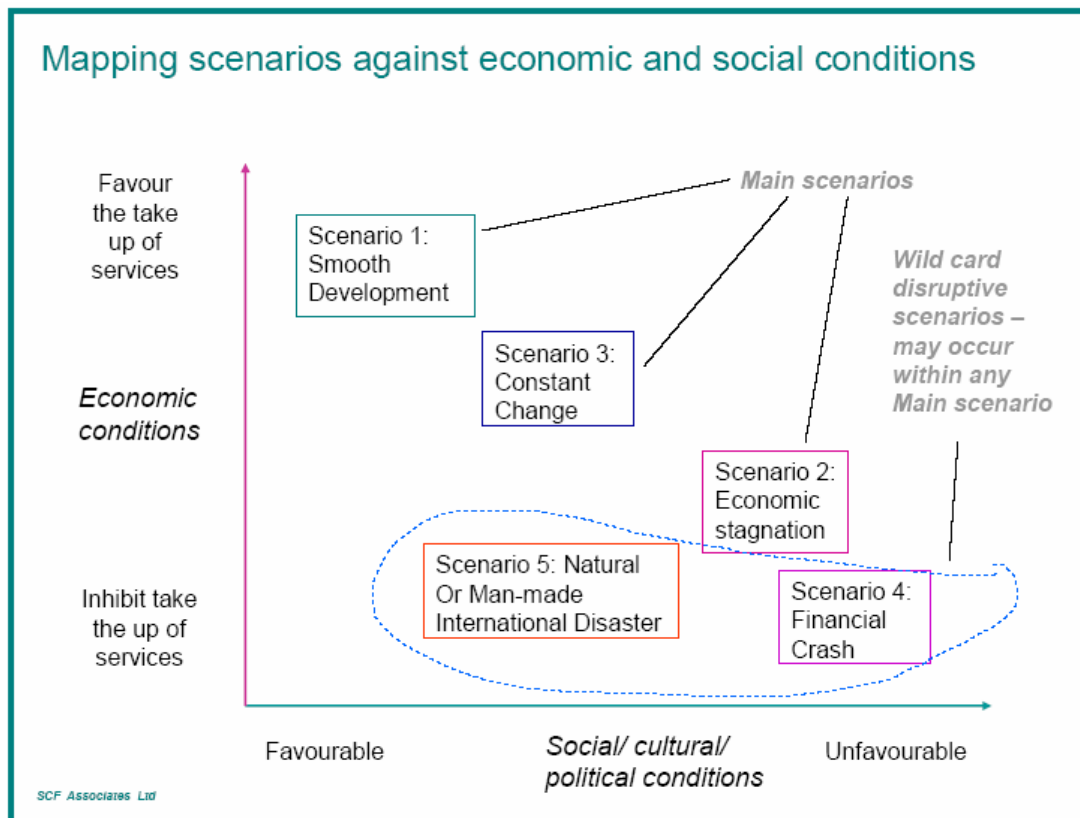 Mapping scenarios against economic and social conditions
Favour
the take
up of
services
Main scenarios
Scenario 1:
Smooth
Development
Wild card
disruptive
scenarios –
may occur
within any
Main scenario
Scenario 3:
Constant
Change
Economic
conditions
Scenario 2:
Economic
stagnation
Scenario 5: Natural
Or Man-made
International Disaster
Scenario 4:
Financial
Crash
Inhibit take
the up of
services
Favourable
Social/ cultural/
political conditions
Unfavourable
SCF Associates Ltd